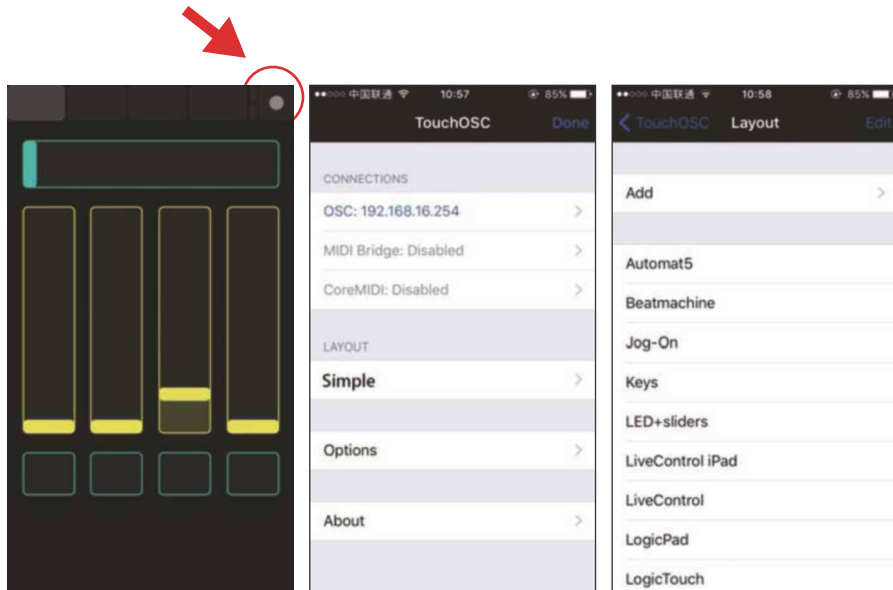 中国联通 10:57 85%
TouchOSC Done
CONNECTIONS
OSC: 192.168.16.254
MIDI Bridge: Disabled
CoreMIDI: Disabled
LAYOUT
Simple
Options
About
中国联通 10:58 85%
TouchOSC Layout Edit
Add
Automat5
Beatmachine
Jog-On
Keys
LED+sliders
LiveControl iPad
LiveControl
LogicPad
LogicTouch